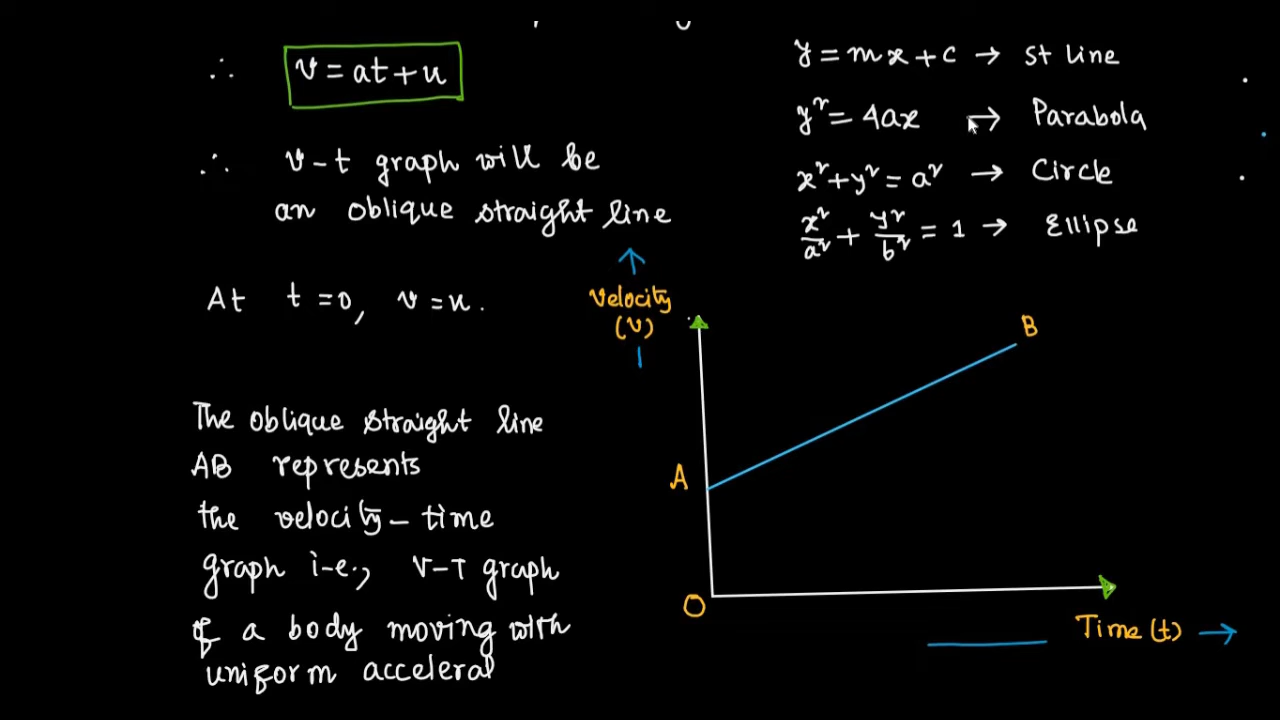 ∴ v = at + u
∴ v-t graph will be
an oblique straight line
At t = 0, v = u.
The oblique straight line
AB represents
the velocity-time
graph i.e., v-T graph
of a body moving with
uniform accelerat
y = mx + c → st line
y² = 4ax → Parabola
x² + y² = a² → Circle
x²/a² + y²/b² = 1 → Ellipse
Velocity
(v)
B
A
O
Time (t) →